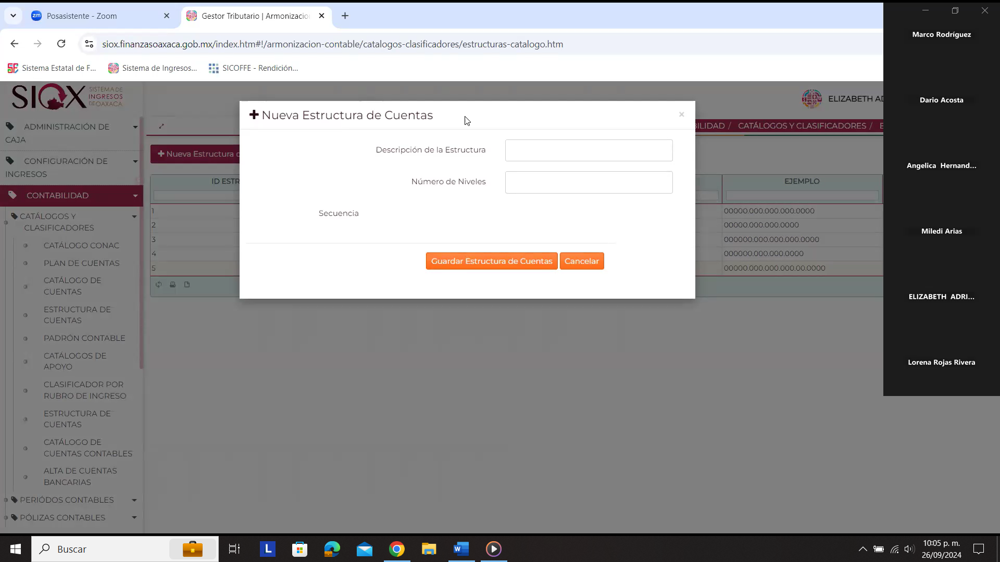 Posasistente - Zoom
Gestor Tributario | Armonizacio
siox.finanzasoaxaca.gob.mx/index.htm#!/armonizacion-contable/catalogos-clasificadores/estructuras-catalogo.htm
Sistema Estatal de F...
Sistema de Ingresos...
SICOFFE - Rendición...
SIOX
SISTEMA DE
INGRESOS
DE OAXACA
ELIZABETH AD
BILIDAD / CATÁLOGOS Y CLASIFICADORES / E
ADMINISTRACIÓN DE
CAJA
CONFIGURACIÓN DE
INGRESOS
CONTABILIDAD
CATÁLOGOS Y
CLASIFICADORES
CATÁLOGO CONAC
PLAN DE CUENTAS
CATÁLOGO DE
CUENTAS
ESTRUCTURA DE
CUENTAS
PADRÓN CONTABLE
CATÁLOGOS DE
APOYO
CLASIFICADOR POR
RUBRO DE INGRESO
ESTRUCTURA DE
CUENTAS
CATÁLOGO DE
CUENTAS CONTABLES
ALTA DE CUENTAS
BANCARIAS
PERIÓDOS CONTABLES
PÓLIZAS CONTABLES
Nueva Estructura d
ID ESTR
1
2
3
4
5
EJEMPLO
00000.000.000.000.0000
00000.000.000.0000
00000.000.000.000.0000
00000.000.000.0000
00000.000.000.000.00.0000
Nueva Estructura de Cuentas
Descripción de la Estructura
Número de Niveles
Secuencia
Guardar Estructura de Cuentas
Cancelar
Marco Rodríguez
Dario Acosta
Angelica Hernand...
Miledi Arias
ELIZABETH ADRI...
Lorena Rojas Rivera
Buscar
10:05 p. m.
26/09/2024